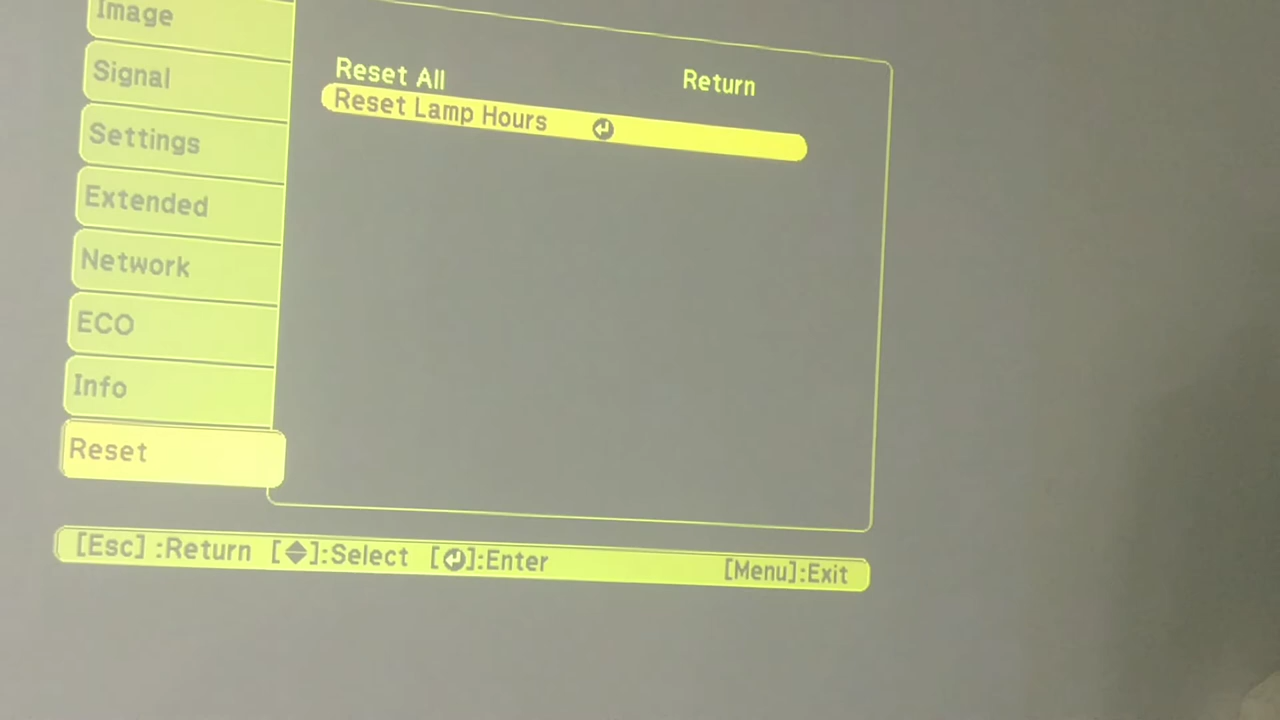 Image
Signal
Settings
Extended
Network
ECO
Info
Reset
Reset All Return
Reset Lamp Hours
[Esc] :Return [◆]:Select [↵]:Enter [Menu]:Exit